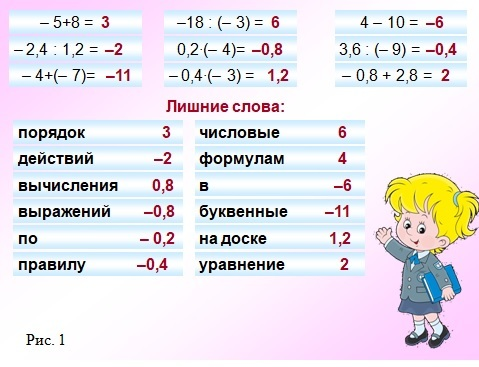 – 5+8 = 3 –18 : (– 3) = 6 4 – 10 = –6
– 2,4 : 1,2 = –2 0,2·(– 4)= –0,8 3,6 : (– 9) = –0,4
– 4+(– 7)= –11 – 0,4·(– 3) = 1,2 – 0,8 + 2,8 = 2
Лишние слова:
порядок 3 числовые 6
действий –2 формулам 4
вычисления 0,8 в –6
выражений –0,8 буквенные –11
по – 0,2 на доске 1,2
правилу –0,4 уравнение 2
Рис. 1